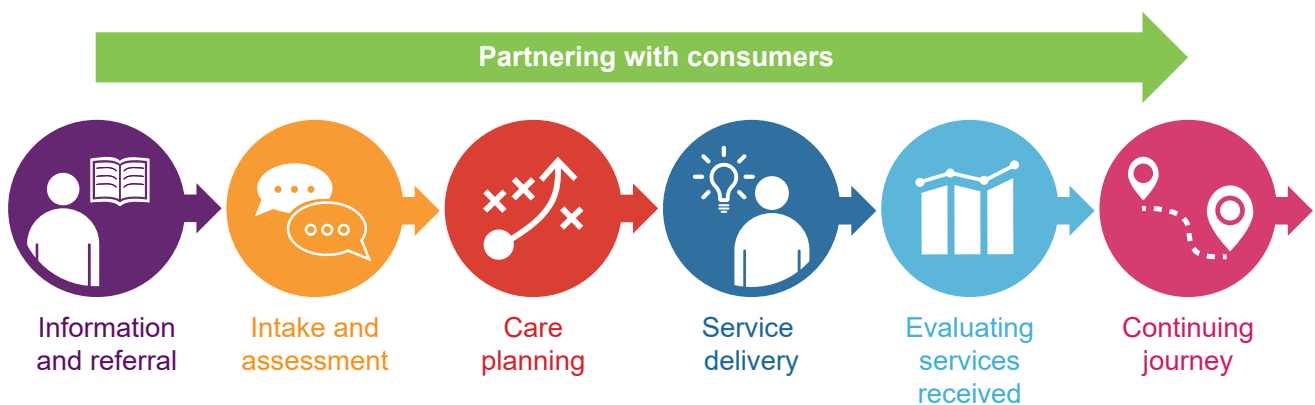 Partnering with consumers
Information
and referral
Intake and
assessment
Care
planning
Service
delivery
Evaluating
services
received
Continuing
journey